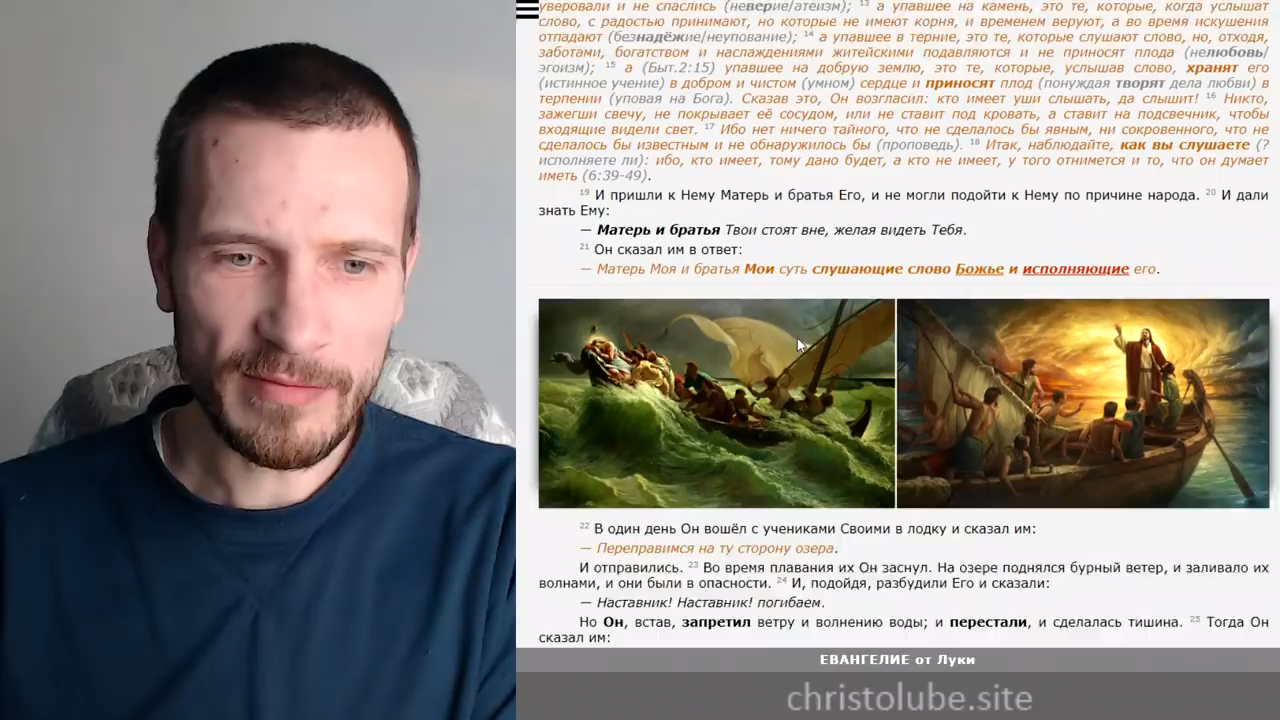 уверовали и не спаслись (неверие/атеизм); 13 а упавшее на камень, это те, которые, когда услышат
слово, с радостью принимают, но которые не имеют корня, и временем веруют, а во время искушения
отпадают (безнадёжие/неупование); 14 а упавшее в терние, это те, которые слушают слово, но, отходя,
заботами, богатством и наслаждениями житейскими подавляются и не приносят плода (нелюбовь/
эгоизм); 15 а (Быт.2:15) упавшее на добрую землю, это те, которые, услышав слово, хранят его
(истинное учение) в добром и чистом (умном) сердце и приносят плод (понуждая творят дела любви) в
терпении (уповая на Бога). Сказав это, Он возгласил: кто имеет уши слышать, да слышит! 16 Никто,
зажегши свечу, не покрывает её сосудом, или не ставит под кровать, а ставит на подсвечник, чтобы
входящие видели свет. 17 Ибо нет ничего тайного, что не сделалось бы явным, ни сокровенного, что не
сделалось бы известным и не обнаружилось бы (проповедь). 18 Итак, наблюдайте, как вы слушаете (?
исполняете ли): ибо, кто имеет, тому дано будет, а кто не имеет, у того отнимется и то, что он думает
иметь (6:39-49).
19 И пришли к Нему Матерь и братья Его, и не могли подойти к Нему по причине народа. 20 И дали
знать Ему:
— Матерь и братья Твои стоят вне, желая видеть Тебя.
21 Он сказал им в ответ:
— Матерь Моя и братья Мои суть слушающие слово Божье и исполняющие его.
22 В один день Он вошёл с учениками Своими в лодку и сказал им:
— Переправимся на ту сторону озера.
И отправились. 23 Во время плавания их Он заснул. На озере поднялся бурный ветер, и заливало их
волнами, и они были в опасности. 24 И, подойдя, разбудили Его и сказали:
— Наставник! Наставник! погибаем.
Но Он, встав, запретил ветру и волнению воды; и перестали, и сделалась тишина. 25 Тогда Он
сказал им:
ЕВАНГЕЛИЕ от Луки
christolube.site